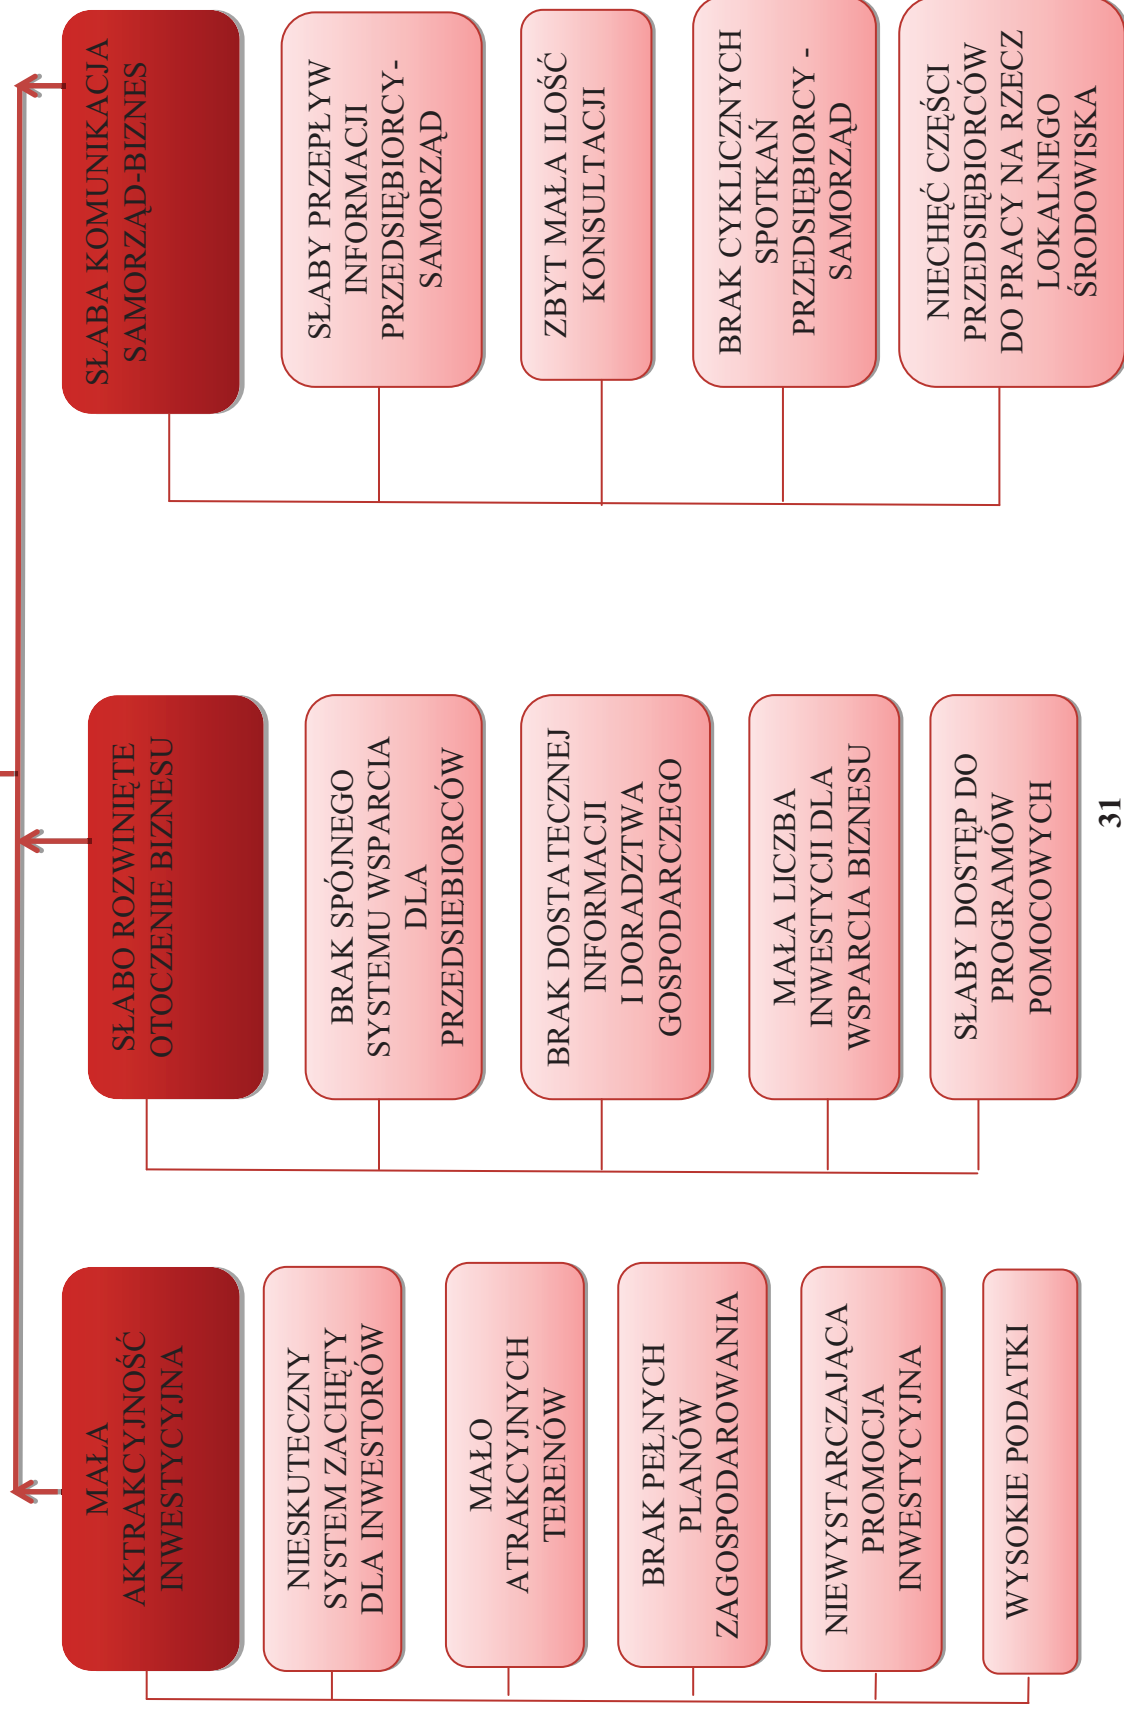 MAŁA
AKTRAKCYJNOŚĆ
INWESTYCYJNA
NIESKUTECZNY
SYSTEM ZACHĘTY
DLA INWESTORÓW
MAŁO
ATRAKCYJNYCH
TERENÓW
BRAK PEŁNYCH
PLANÓW
ZAGOSPODAROWANIA
NIEWYSTARCZAJĄCA
PROMOCJA
INWESTYCYJNA
WYSOKIE PODATKI
SŁABO ROZWINIĘTE
OTOCZENIE BIZNESU
BRAK SPÓJNEGO
SYSTEMU WSPARCIA
DLA
PRZEDSIEBIORCÓW
BRAK DOSTATECZNEJ
INFORMACJI
I DORADZTWA
GOSPODARCZEGO
MAŁA LICZBA
INWESTYCJI DLA
WSPARCIA BIZNESU
SŁABY DOSTĘP DO
PROGRAMÓW
POMOCOWYCH
SŁABA KOMUNIKACJA
SAMORZĄD-BIZNES
SŁABY PRZEPŁYW
INFORMACJI
PRZEDSIĘBIORCY-
SAMORZĄD
ZBYT MAŁA ILOŚĆ
KONSULTACJI
BRAK CYKLICZNYCH
SPOTKAŃ
PRZEDSIĘBIORCY -
SAMORZĄD
NIECHĘĆ CZĘŚCI
PRZEDSIĘBIORCÓW
DO PRACY NA RZECZ
LOKALNEGO
ŚRODOWISKA
31